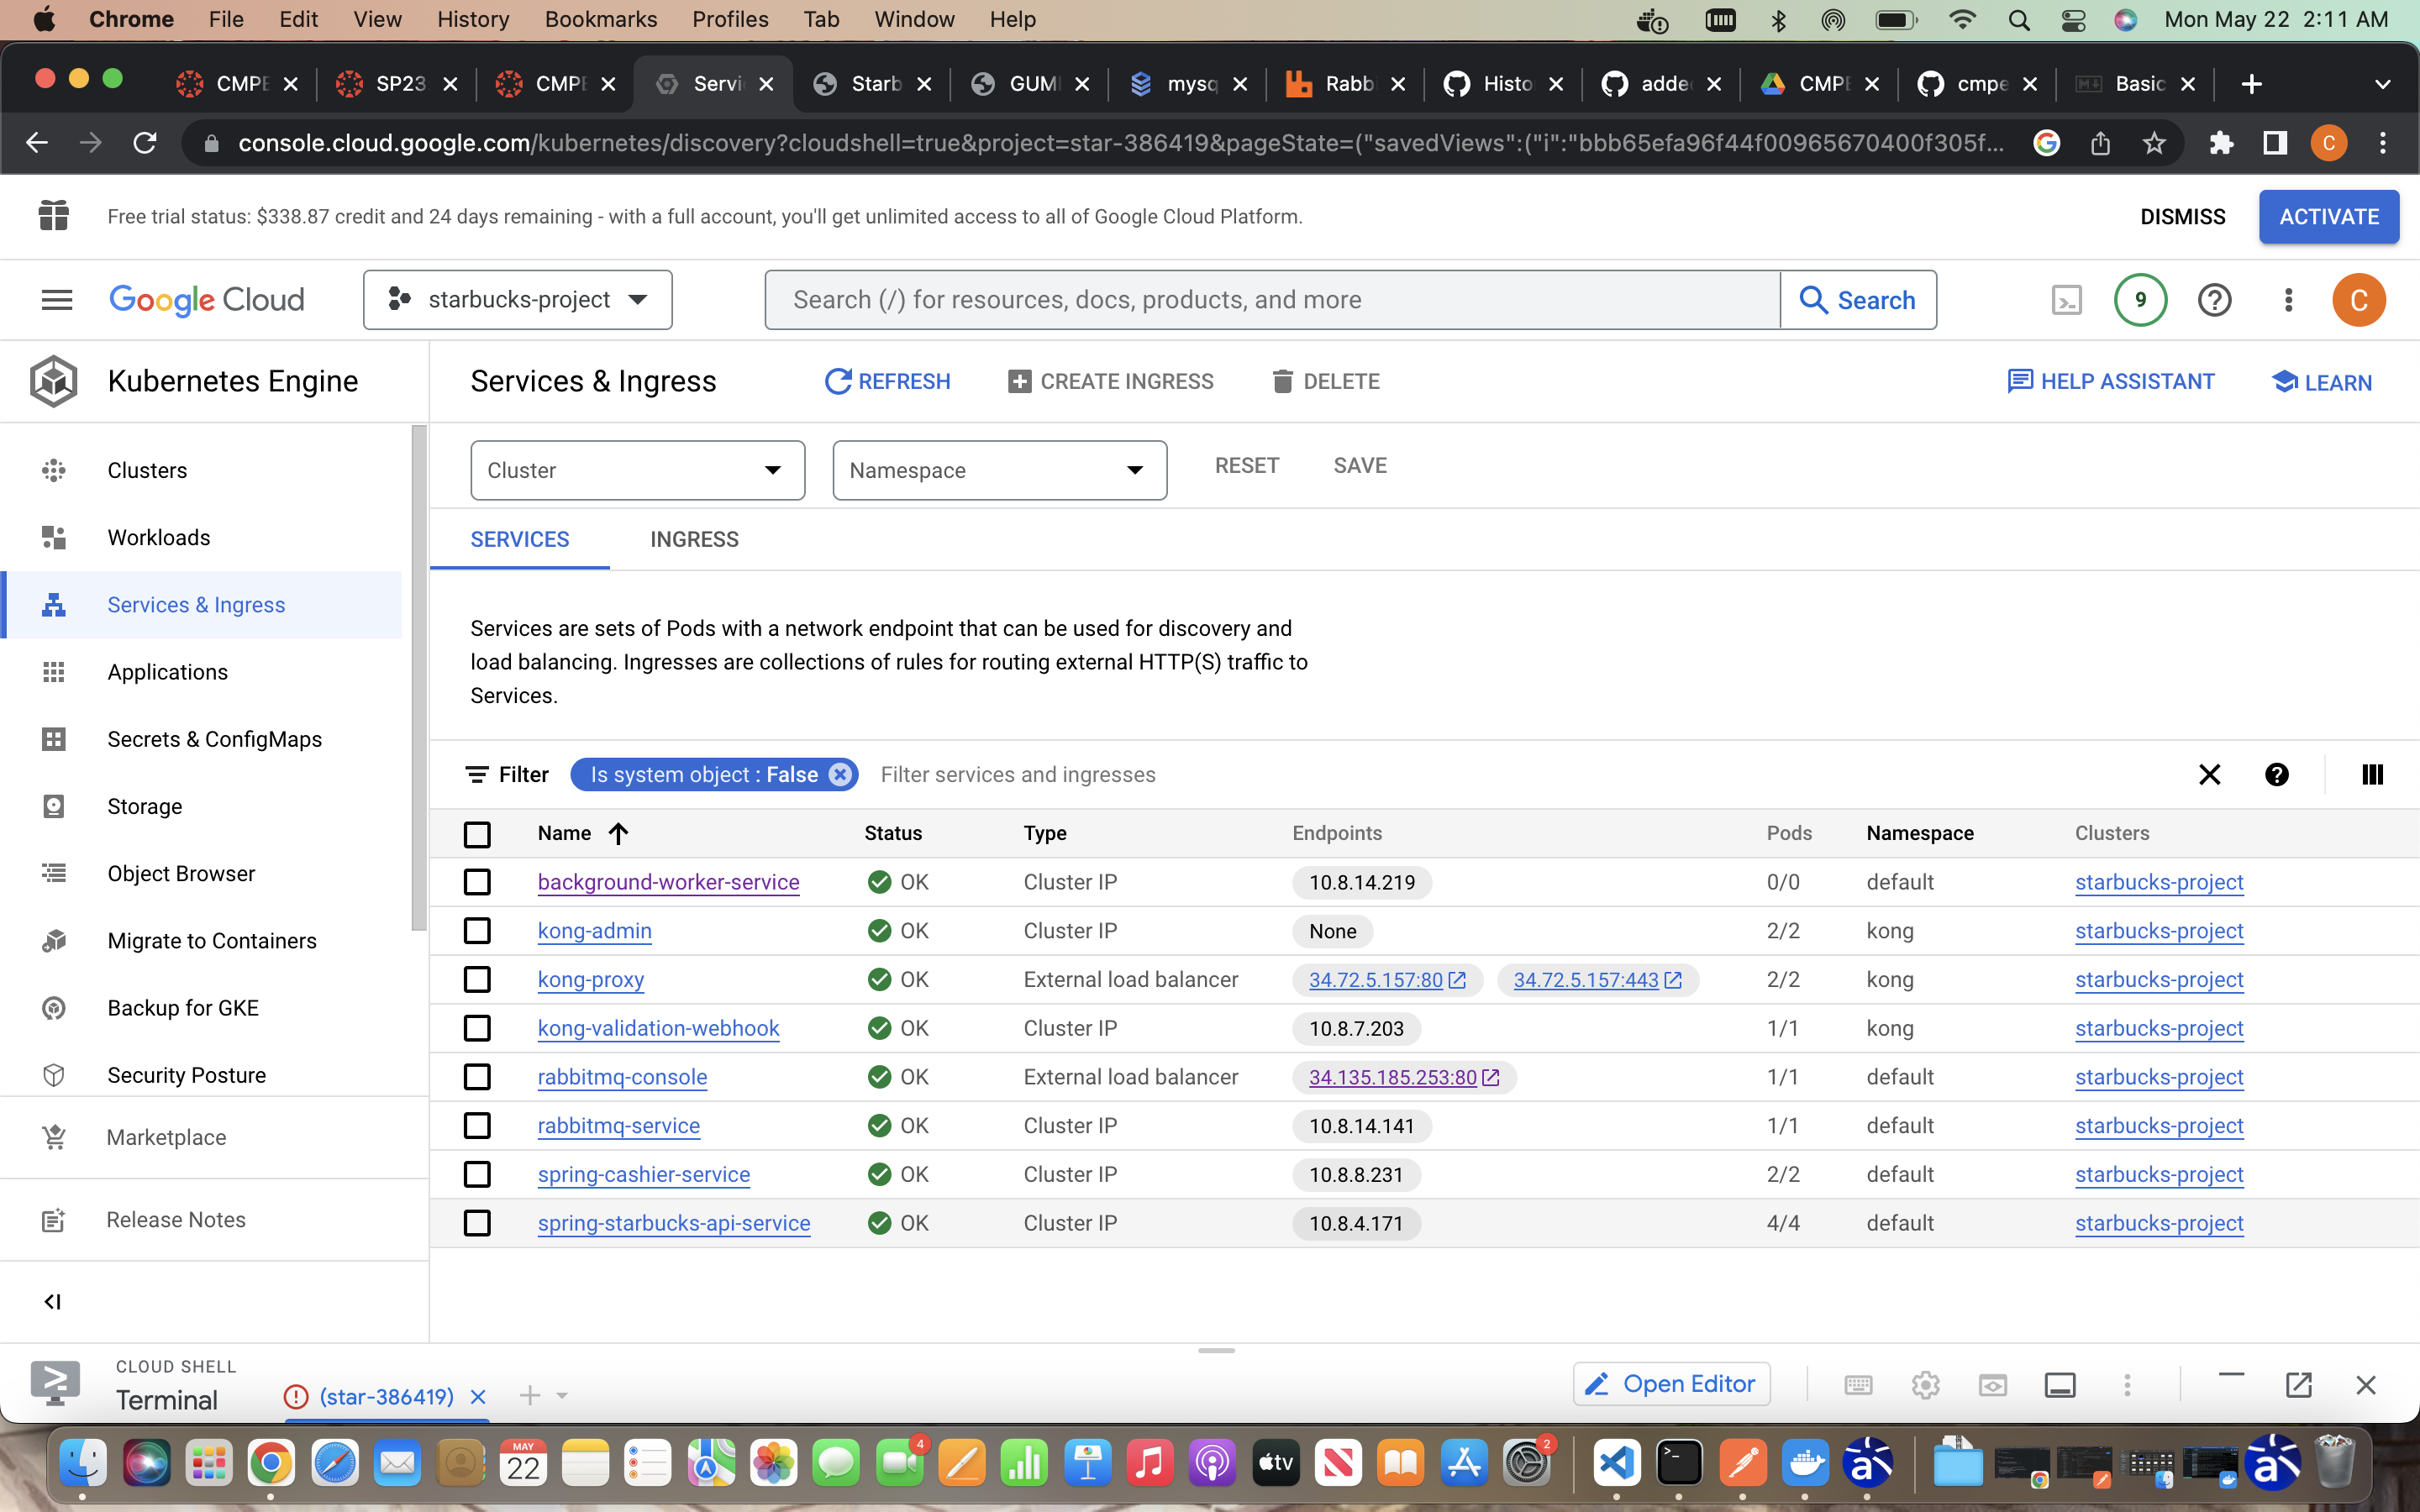 Chrome File Edit View History Bookmarks Profiles Tab Window Help Mon May 22 2:11 AM
CMPE SP23 CMPE Servi Starb GUMB mysq Rabb Histo adde CMPE cmpe Basic
console.cloud.google.com/kubernetes/discovery?cloudshell=true&project=star-386419&pageState=("savedViews":("i":"bbb65efa96f44f00965670400f305f... C
Free trial status: $338.87 credit and 24 days remaining - with a full account, you'll get unlimited access to all of Google Cloud Platform. DISMISS ACTIVATE
Google Cloud starbucks-project Search (/) for resources, docs, products, and more Search 9 C
Kubernetes Engine
Services & Ingress REFRESH CREATE INGRESS DELETE HELP ASSISTANT LEARN
Clusters
Workloads
Services & Ingress
Applications
Secrets & ConfigMaps
Storage
Object Browser
Migrate to Containers
Backup for GKE
Security Posture
Marketplace
Release Notes
Cluster Namespace RESET SAVE
SERVICES INGRESS
Services are sets of Pods with a network endpoint that can be used for discovery and
load balancing. Ingresses are collections of rules for routing external HTTP(S) traffic to
Services.
Filter Is system object : False Filter services and ingresses
Name Status Type Endpoints Pods Namespace Clusters
background-worker-service OK Cluster IP 10.8.14.219 0/0 default starbucks-project
kong-admin OK Cluster IP None 2/2 kong starbucks-project
kong-proxy OK External load balancer 34.72.5.157:80 34.72.5.157:443 2/2 kong starbucks-project
kong-validation-webhook OK Cluster IP 10.8.7.203 1/1 kong starbucks-project
rabbitmq-console OK External load balancer 34.135.185.253:80 1/1 default starbucks-project
rabbitmq-service OK Cluster IP 10.8.14.141 1/1 default starbucks-project
spring-cashier-service OK Cluster IP 10.8.8.231 2/2 default starbucks-project
spring-starbucks-api-service OK Cluster IP 10.8.4.171 4/4 default starbucks-project
CLOUD SHELL
Terminal (star-386419) Open Editor
MAY
22
4
tv
2